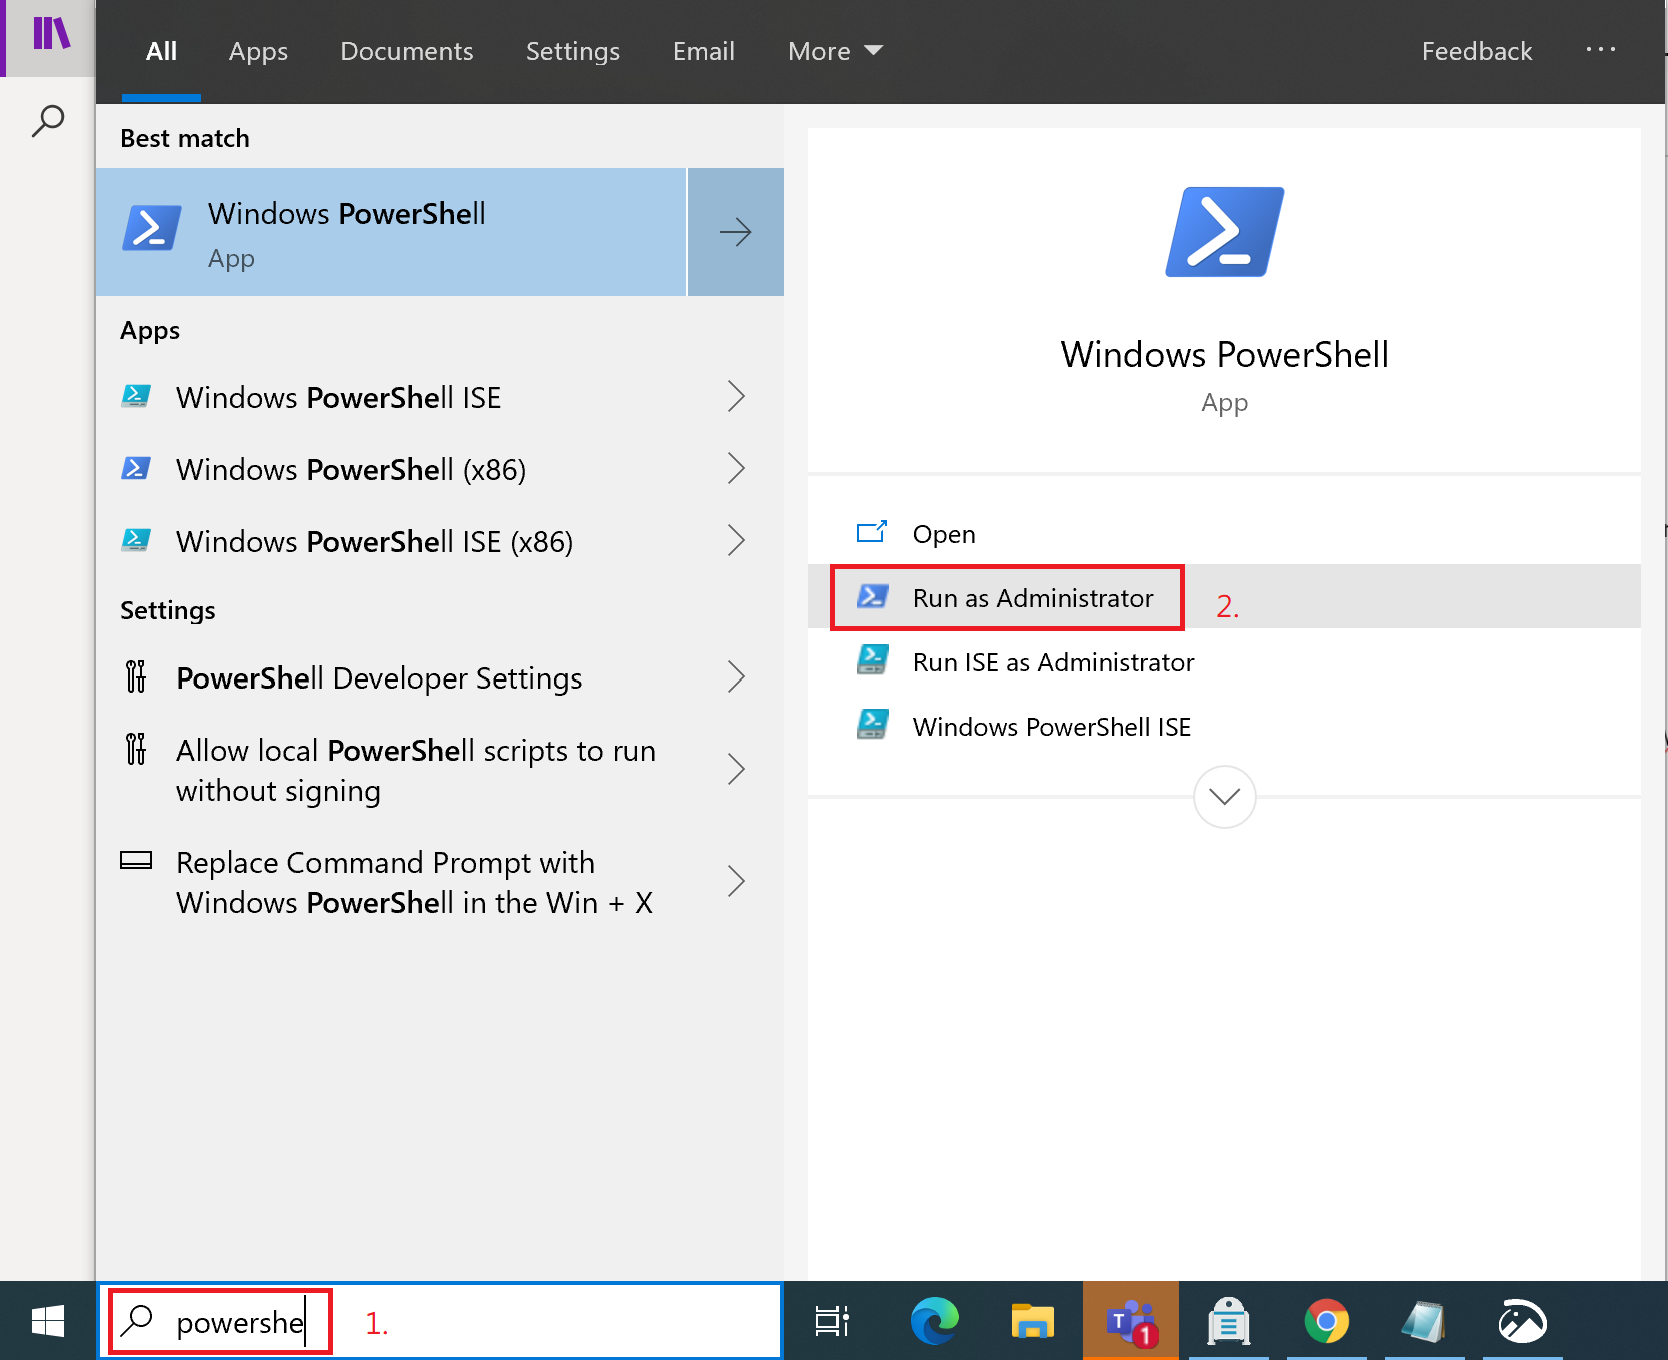 All Apps Documents Settings Email More Feedback ...
Best match
Windows PowerShell
App
Apps
Windows PowerShell ISE
Windows PowerShell (x86)
Windows PowerShell ISE (x86)
Settings
PowerShell Developer Settings
Allow local PowerShell scripts to run
without signing
Replace Command Prompt with
Windows PowerShell in the Win + X
Windows PowerShell
App
Open
Run as Administrator 2.
Run ISE as Administrator
Windows PowerShell ISE
powershe 1.
T 1